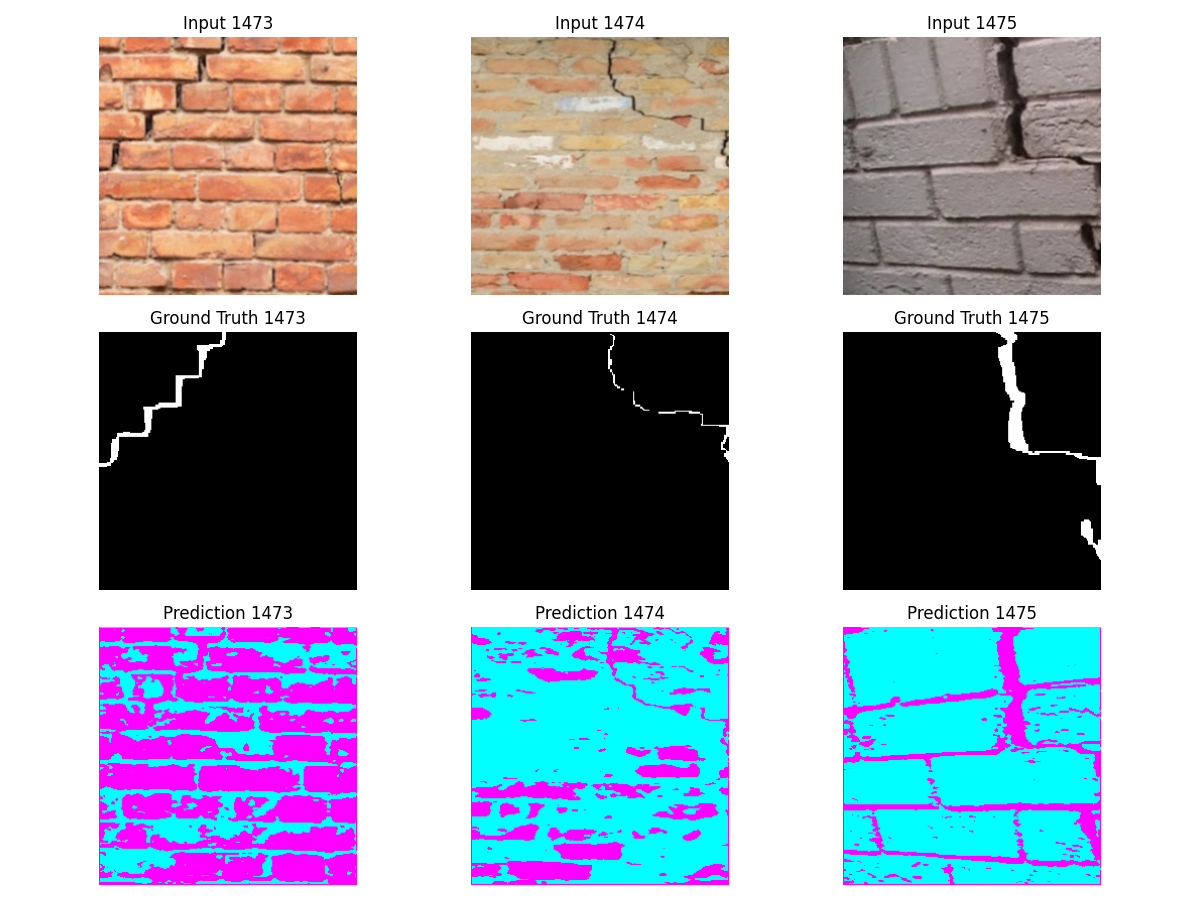 Input 1473
Input 1474
Input 1475
Ground Truth 1473
Ground Truth 1474
Ground Truth 1475
Prediction 1473
Prediction 1474
Prediction 1475